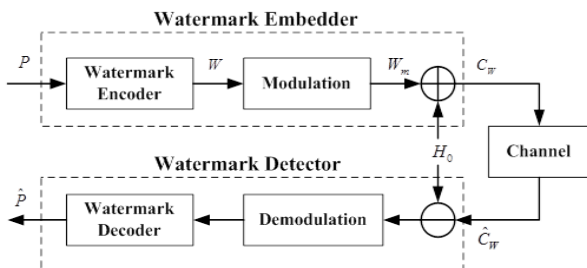 Watermark Embedder
P
Watermark
Encoder
W
Modulation
W_m
C_W
H_0
Channel
Watermark Detector
P̂
Watermark
Decoder
Demodulation
Ĉ_W